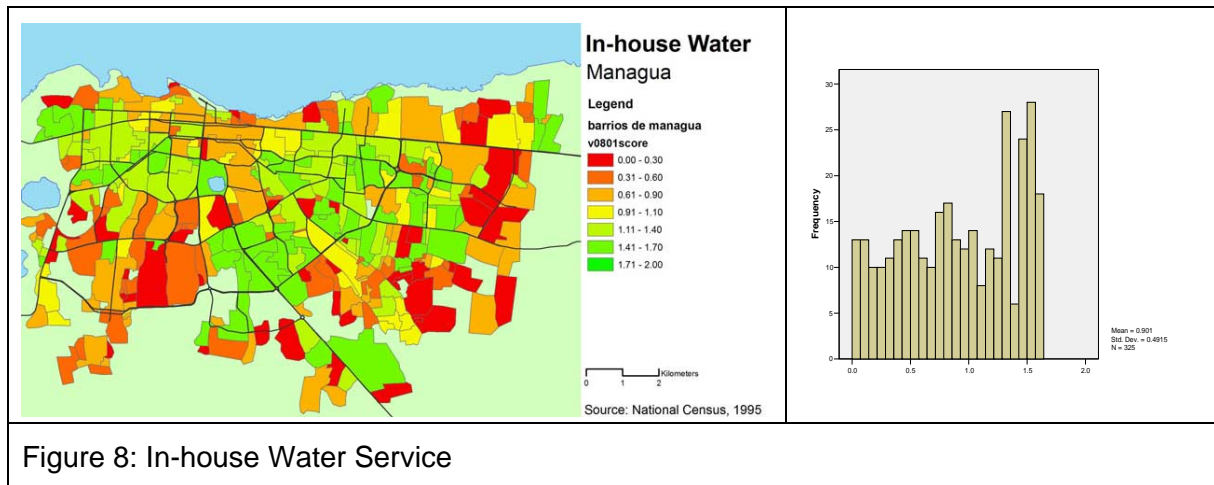 In-house Water
Managua
Legend
barrios de managua
v0801score
0.00 - 0.30
0.31 - 0.60
0.61 - 0.90
0.91 - 1.10
1.11 - 1.40
1.41 - 1.70
1.71 - 2.00
Kilometers
0 1 2
Source: National Census, 1995
Frequency
30
25
20
15
10
5
0
0.0 0.5 1.0 1.5 2.0
Mean = 0.901
Std. Dev. = 0.4915
N = 325
Figure 8: In-house Water Service